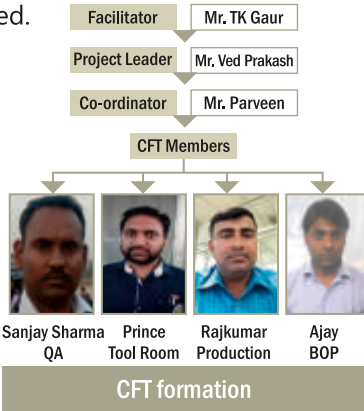 ed.
Facilitator Mr. TK Gaur
Project Leader Mr. Ved Prakash
Co-ordinator Mr. Parveen
CFT Members
Sanjay Sharma Prince Rajkumar Ajay
QA Tool Room Production BOP
CFT formation